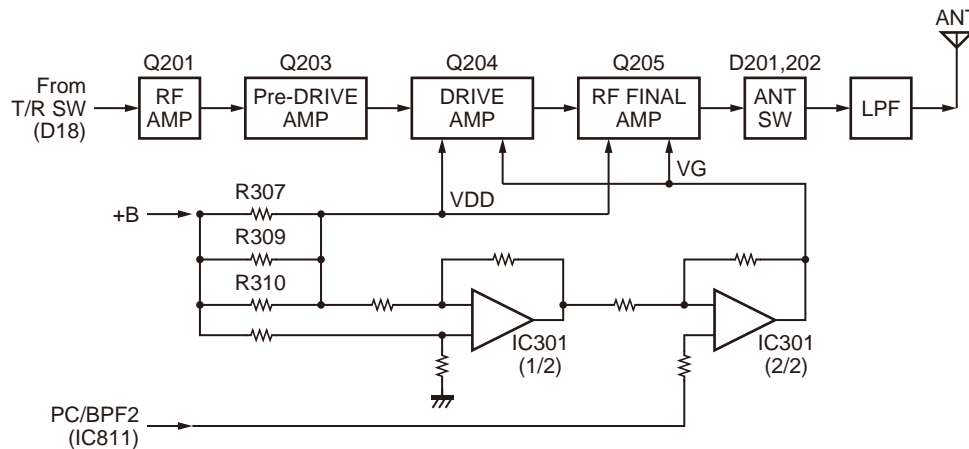 ANT
Q201
Q203
Q204
Q205
D201,202
From
T/R SW
(D18)
RF
AMP
Pre-DRIVE
AMP
DRIVE
AMP
RF FINAL
AMP
ANT
SW
LPF
VG
VDD
+B
R307
R309
R310
IC301
(1/2)
IC301
(2/2)
PC/BPF2
(IC811)